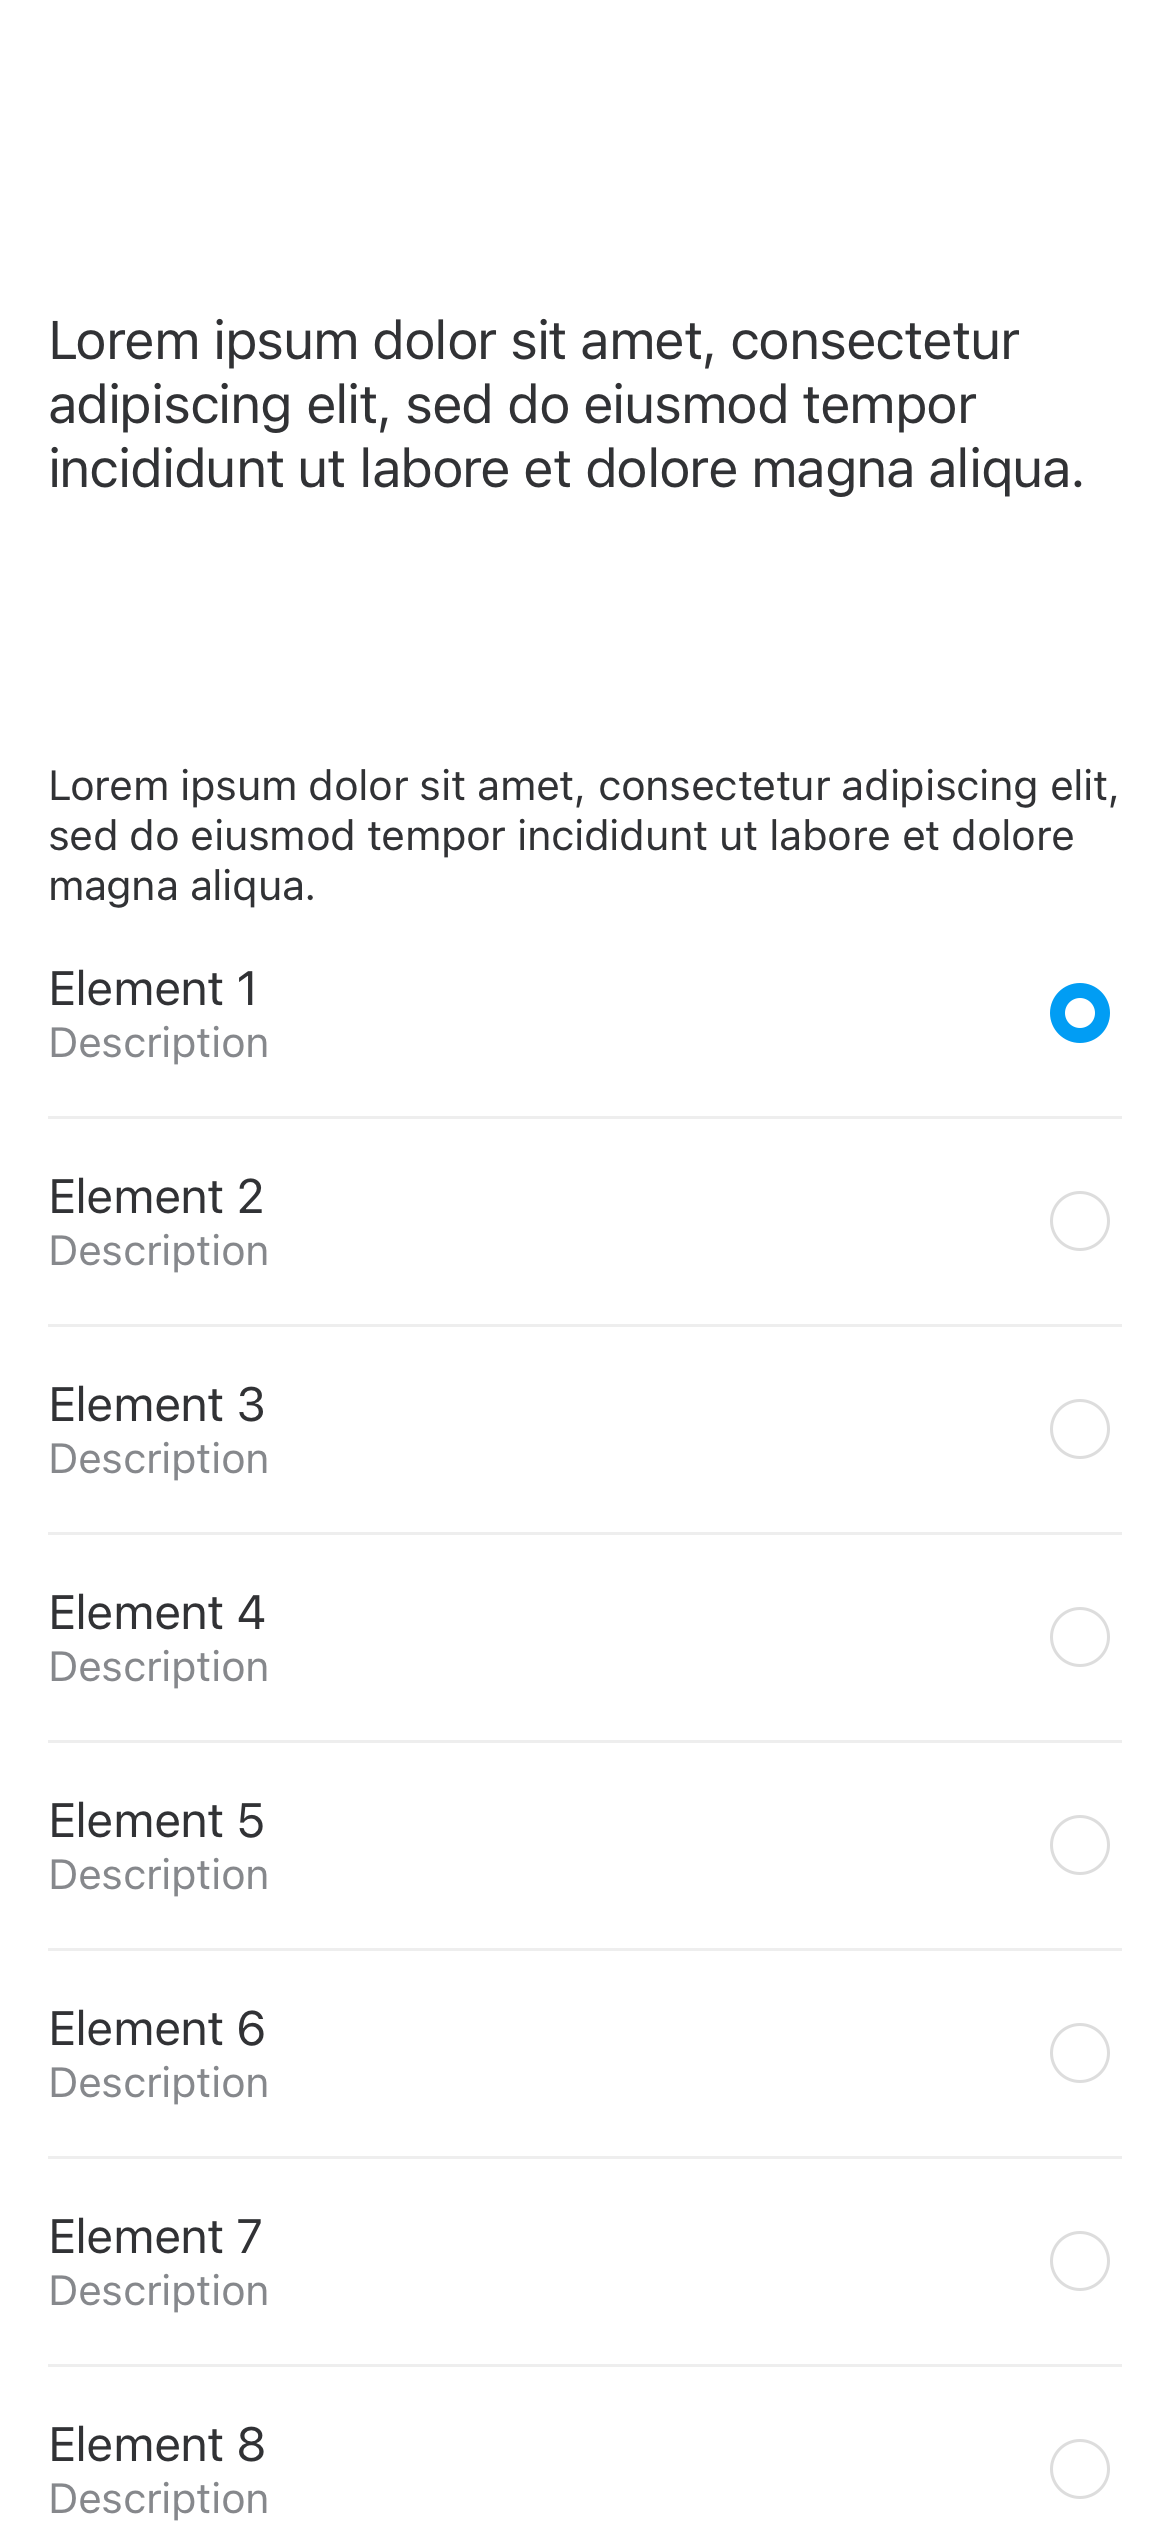 Lorem ipsum dolor sit amet, consectetur
adipiscing elit, sed do eiusmod tempor
incididunt ut labore et dolore magna aliqua.
Lorem ipsum dolor sit amet, consectetur adipiscing elit,
sed do eiusmod tempor incididunt ut labore et dolore
magna aliqua.
Element 1
Description
Element 2
Description
Element 3
Description
Element 4
Description
Element 5
Description
Element 6
Description
Element 7
Description
Element 8
Description